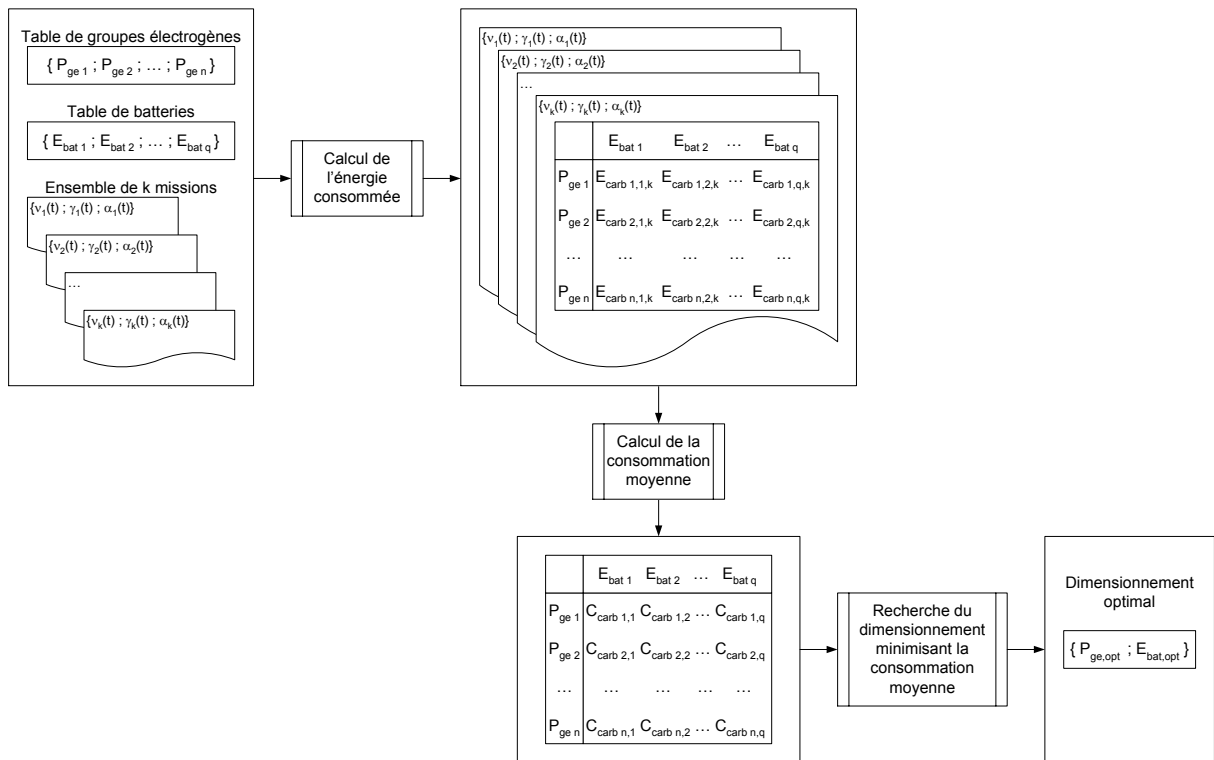 Table de groupes électrogènes
{ P_ge 1 ; P_ge 2 ; … ; P_ge n }
Table de batteries
{ E_bat 1 ; E_bat 2 ; … ; E_bat q }
Ensemble de k missions
{ν₁(t) ; γ₁(t) ; α₁(t)}
{ν₂(t) ; γ₂(t) ; α₂(t)}
…
{ν_k(t) ; γ_k(t) ; α_k(t)}
Calcul de
l'énergie
consommée
{ν₁(t) ; γ₁(t) ; α₁(t)}
{ν₂(t) ; γ₂(t) ; α₂(t)}
…
{ν_k(t) ; γ_k(t) ; α_k(t)}
E_bat 1 E_bat 2 … E_bat q
P_ge 1 E_carb 1,1,k E_carb 1,2,k … E_carb 1,q,k
P_ge 2 E_carb 2,1,k E_carb 2,2,k … E_carb 2,q,k
… … … … …
P_ge n E_carb n,1,k E_carb n,2,k … E_carb n,q,k
Calcul de la
consommation
moyenne
E_bat 1 E_bat 2 … E_bat q
P_ge 1 C_carb 1,1 C_carb 1,2 … C_carb 1,q
P_ge 2 C_carb 2,1 C_carb 2,2 … C_carb 2,q
… … … … …
P_ge n C_carb n,1 C_carb n,2 … C_carb n,q
Recherche du
dimensionnement
minimisant la
consommation
moyenne
Dimensionnement
optimal
{ P_ge,opt ; E_bat,opt }